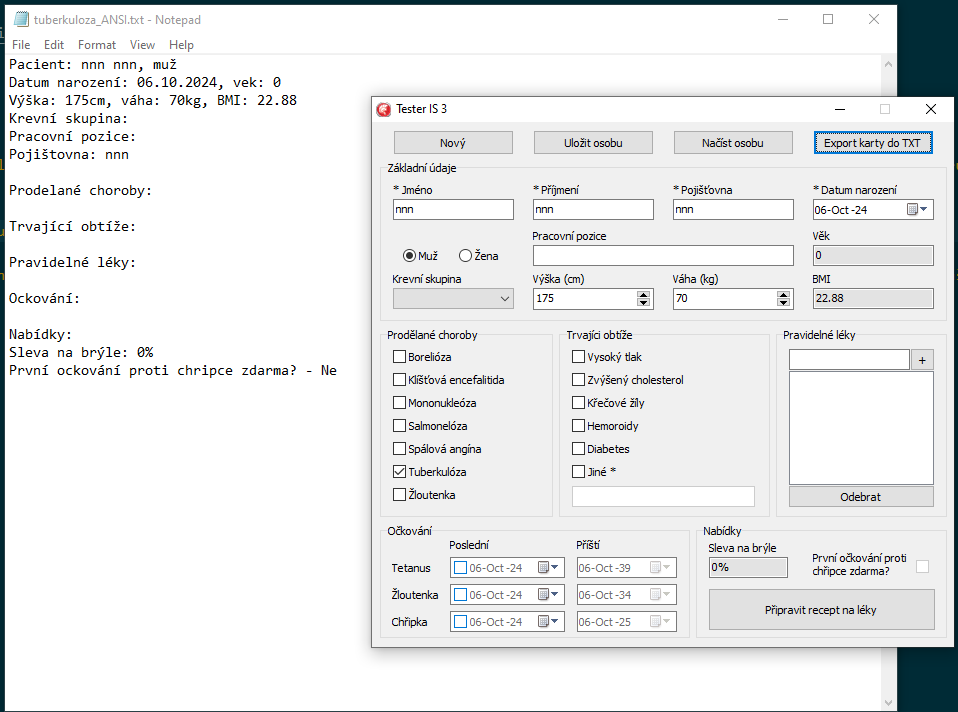 tuberkuloza_ANSI.txt - Notepad
File Edit Format View Help
Pacient: nnn nnn, muž
Datum narození: 06.10.2024, vek: 0
Výška: 175cm, váha: 70kg, BMI: 22.88
Krevní skupina:
Pracovní pozice:
Pojištovna: nnn
Prodelané choroby:
Trvající obtíže:
Pravidelné léky:
Ockování:
Nabídky:
Sleva na brýle: 0%
První ockování proti chripce zdarma? - Ne
Tester IS 3
Nový Uložit osobu Načíst osobu Export karty do TXT
Základní údaje
* Jméno * Příjmení * Pojišťovna * Datum narození
nnn nnn nnn 06-Oct -24
Pracovní pozice Věk
Muž Žena 0
Krevní skupina Výška (cm) Váha (kg) BMI
175 70 22.88
Prodělané choroby
Borelióza
Klíšťová encefalitida
Mononukleóza
Salmonelóza
Spálová angína
Tuberkulóza
Žloutenka
Trvající obtíže
Vysoký tlak
Zvýšený cholesterol
Křečové žíly
Hemoroidy
Diabetes
Jiné *
Pravidelné léky
+
Odebrat
Očkování
Poslední Příští
Tetanus 06-Oct -24 06-Oct -39
Žloutenka 06-Oct -24 06-Oct -34
Chřipka 06-Oct -24 06-Oct -25
Nabídky
Sleva na brýle
0%
První očkování proti
chřipce zdarma?
Připravit recept na léky